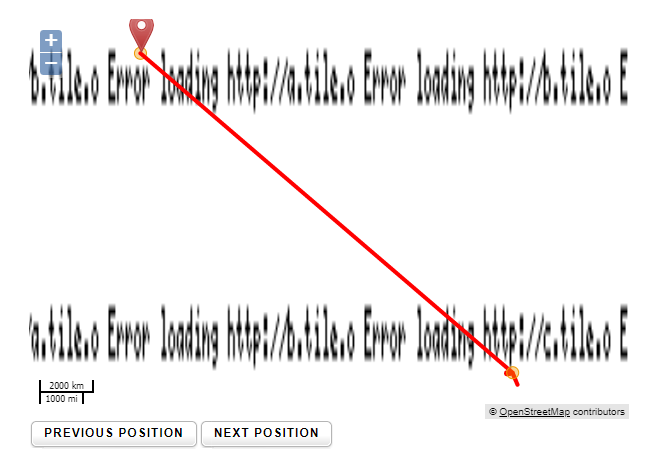 +
−
b.tile.o Error loading http://a.tile.o Error loading http://b.tile.o E
a.tile.o Error loading http://b.tile.o Error loading http://c.tile.o E
2000 km
1000 mi
© OpenStreetMap contributors
PREVIOUS POSITION NEXT POSITION